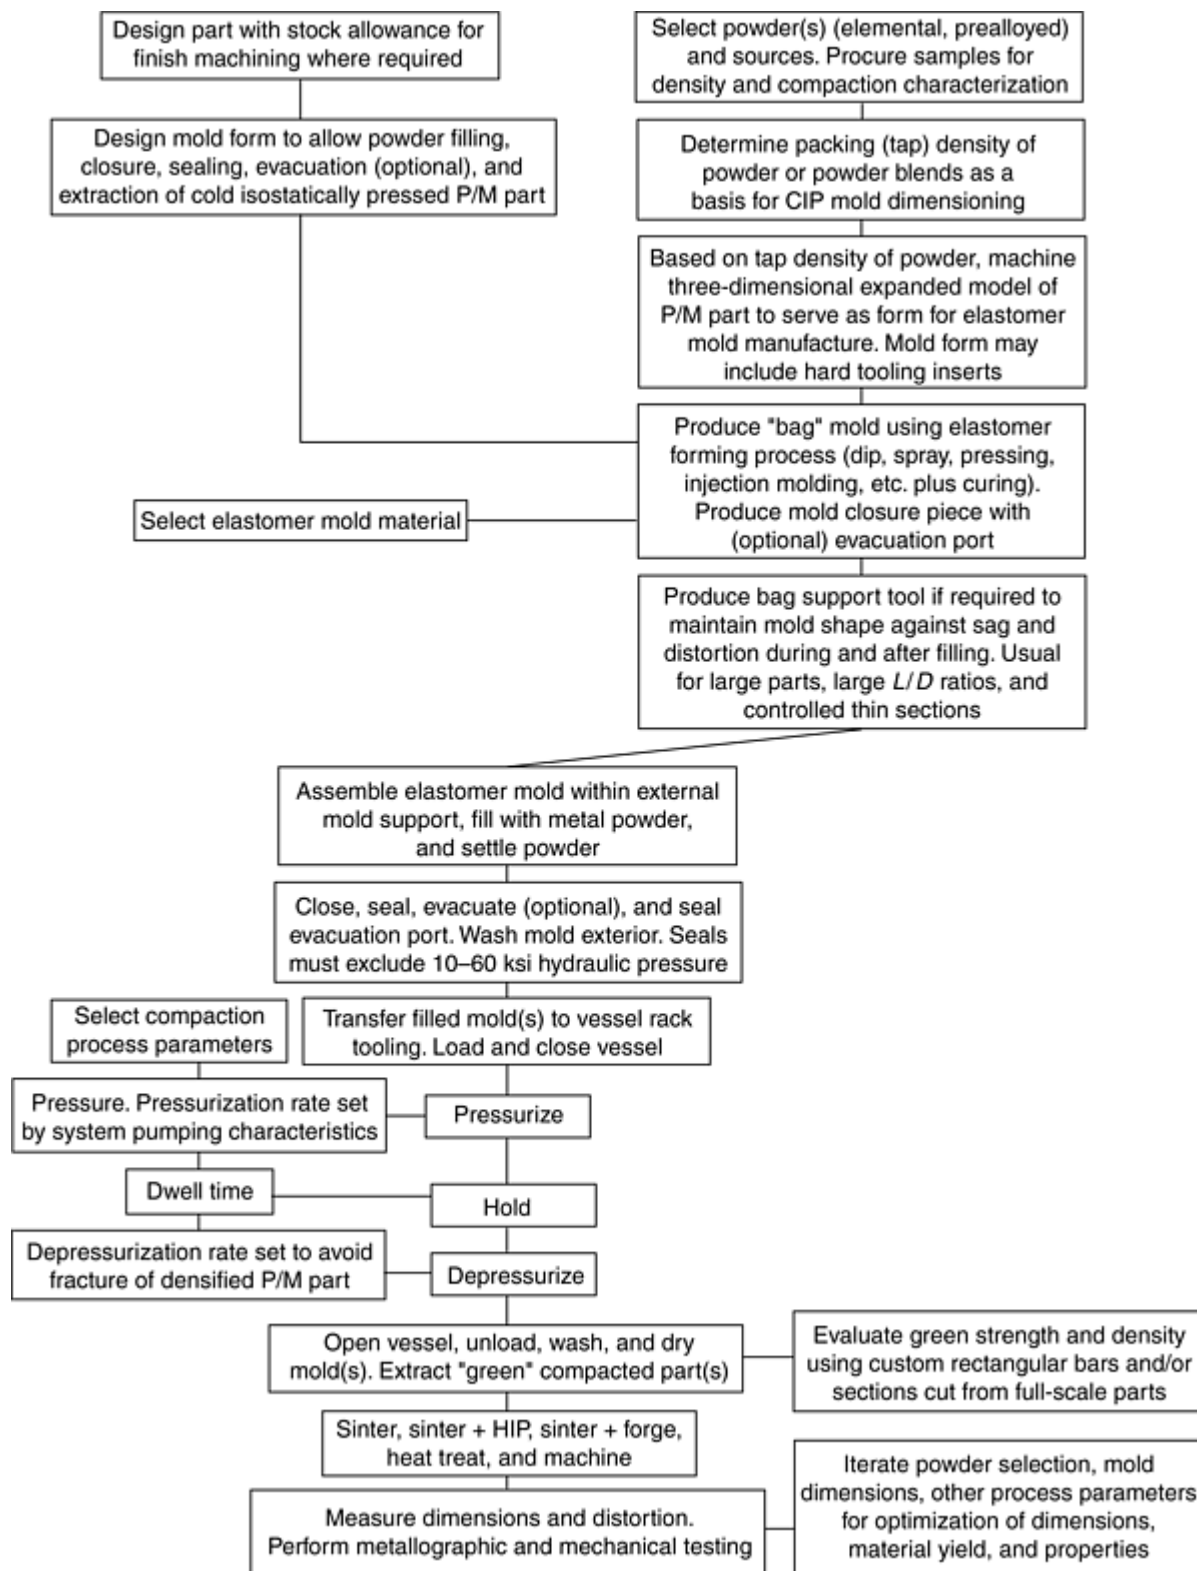 Design part with stock allowance for
finish machining where required
Select powder(s) (elemental, prealloyed)
and sources. Procure samples for
density and compaction characterization
Design mold form to allow powder filling,
closure, sealing, evacuation (optional), and
extraction of cold isostatically pressed P/M part
Determine packing (tap) density of
powder or powder blends as a
basis for CIP mold dimensioning
Based on tap density of powder, machine
three-dimensional expanded model of
P/M part to serve as form for elastomer
mold manufacture. Mold form may
include hard tooling inserts
Produce "bag" mold using elastomer
forming process (dip, spray, pressing,
injection molding, etc. plus curing).
Produce mold closure piece with
(optional) evacuation port
Select elastomer mold material
Produce bag support tool if required to
maintain mold shape against sag and
distortion during and after filling. Usual
for large parts, large L/D ratios, and
controlled thin sections
Assemble elastomer mold within external
mold support, fill with metal powder,
and settle powder
Close, seal, evacuate (optional), and seal
evacuation port. Wash mold exterior. Seals
must exclude 10–60 ksi hydraulic pressure
Select compaction
process parameters
Transfer filled mold(s) to vessel rack
tooling. Load and close vessel
Pressure. Pressurization rate set
by system pumping characteristics
Pressurize
Dwell time
Hold
Depressurization rate set to avoid
fracture of densified P/M part
Depressurize
Open vessel, unload, wash, and dry
mold(s). Extract "green" compacted part(s)
Evaluate green strength and density
using custom rectangular bars and/or
sections cut from full-scale parts
Sinter, sinter + HIP, sinter + forge,
heat treat, and machine
Measure dimensions and distortion.
Perform metallographic and mechanical testing
Iterate powder selection, mold
dimensions, other process parameters
for optimization of dimensions,
material yield, and properties